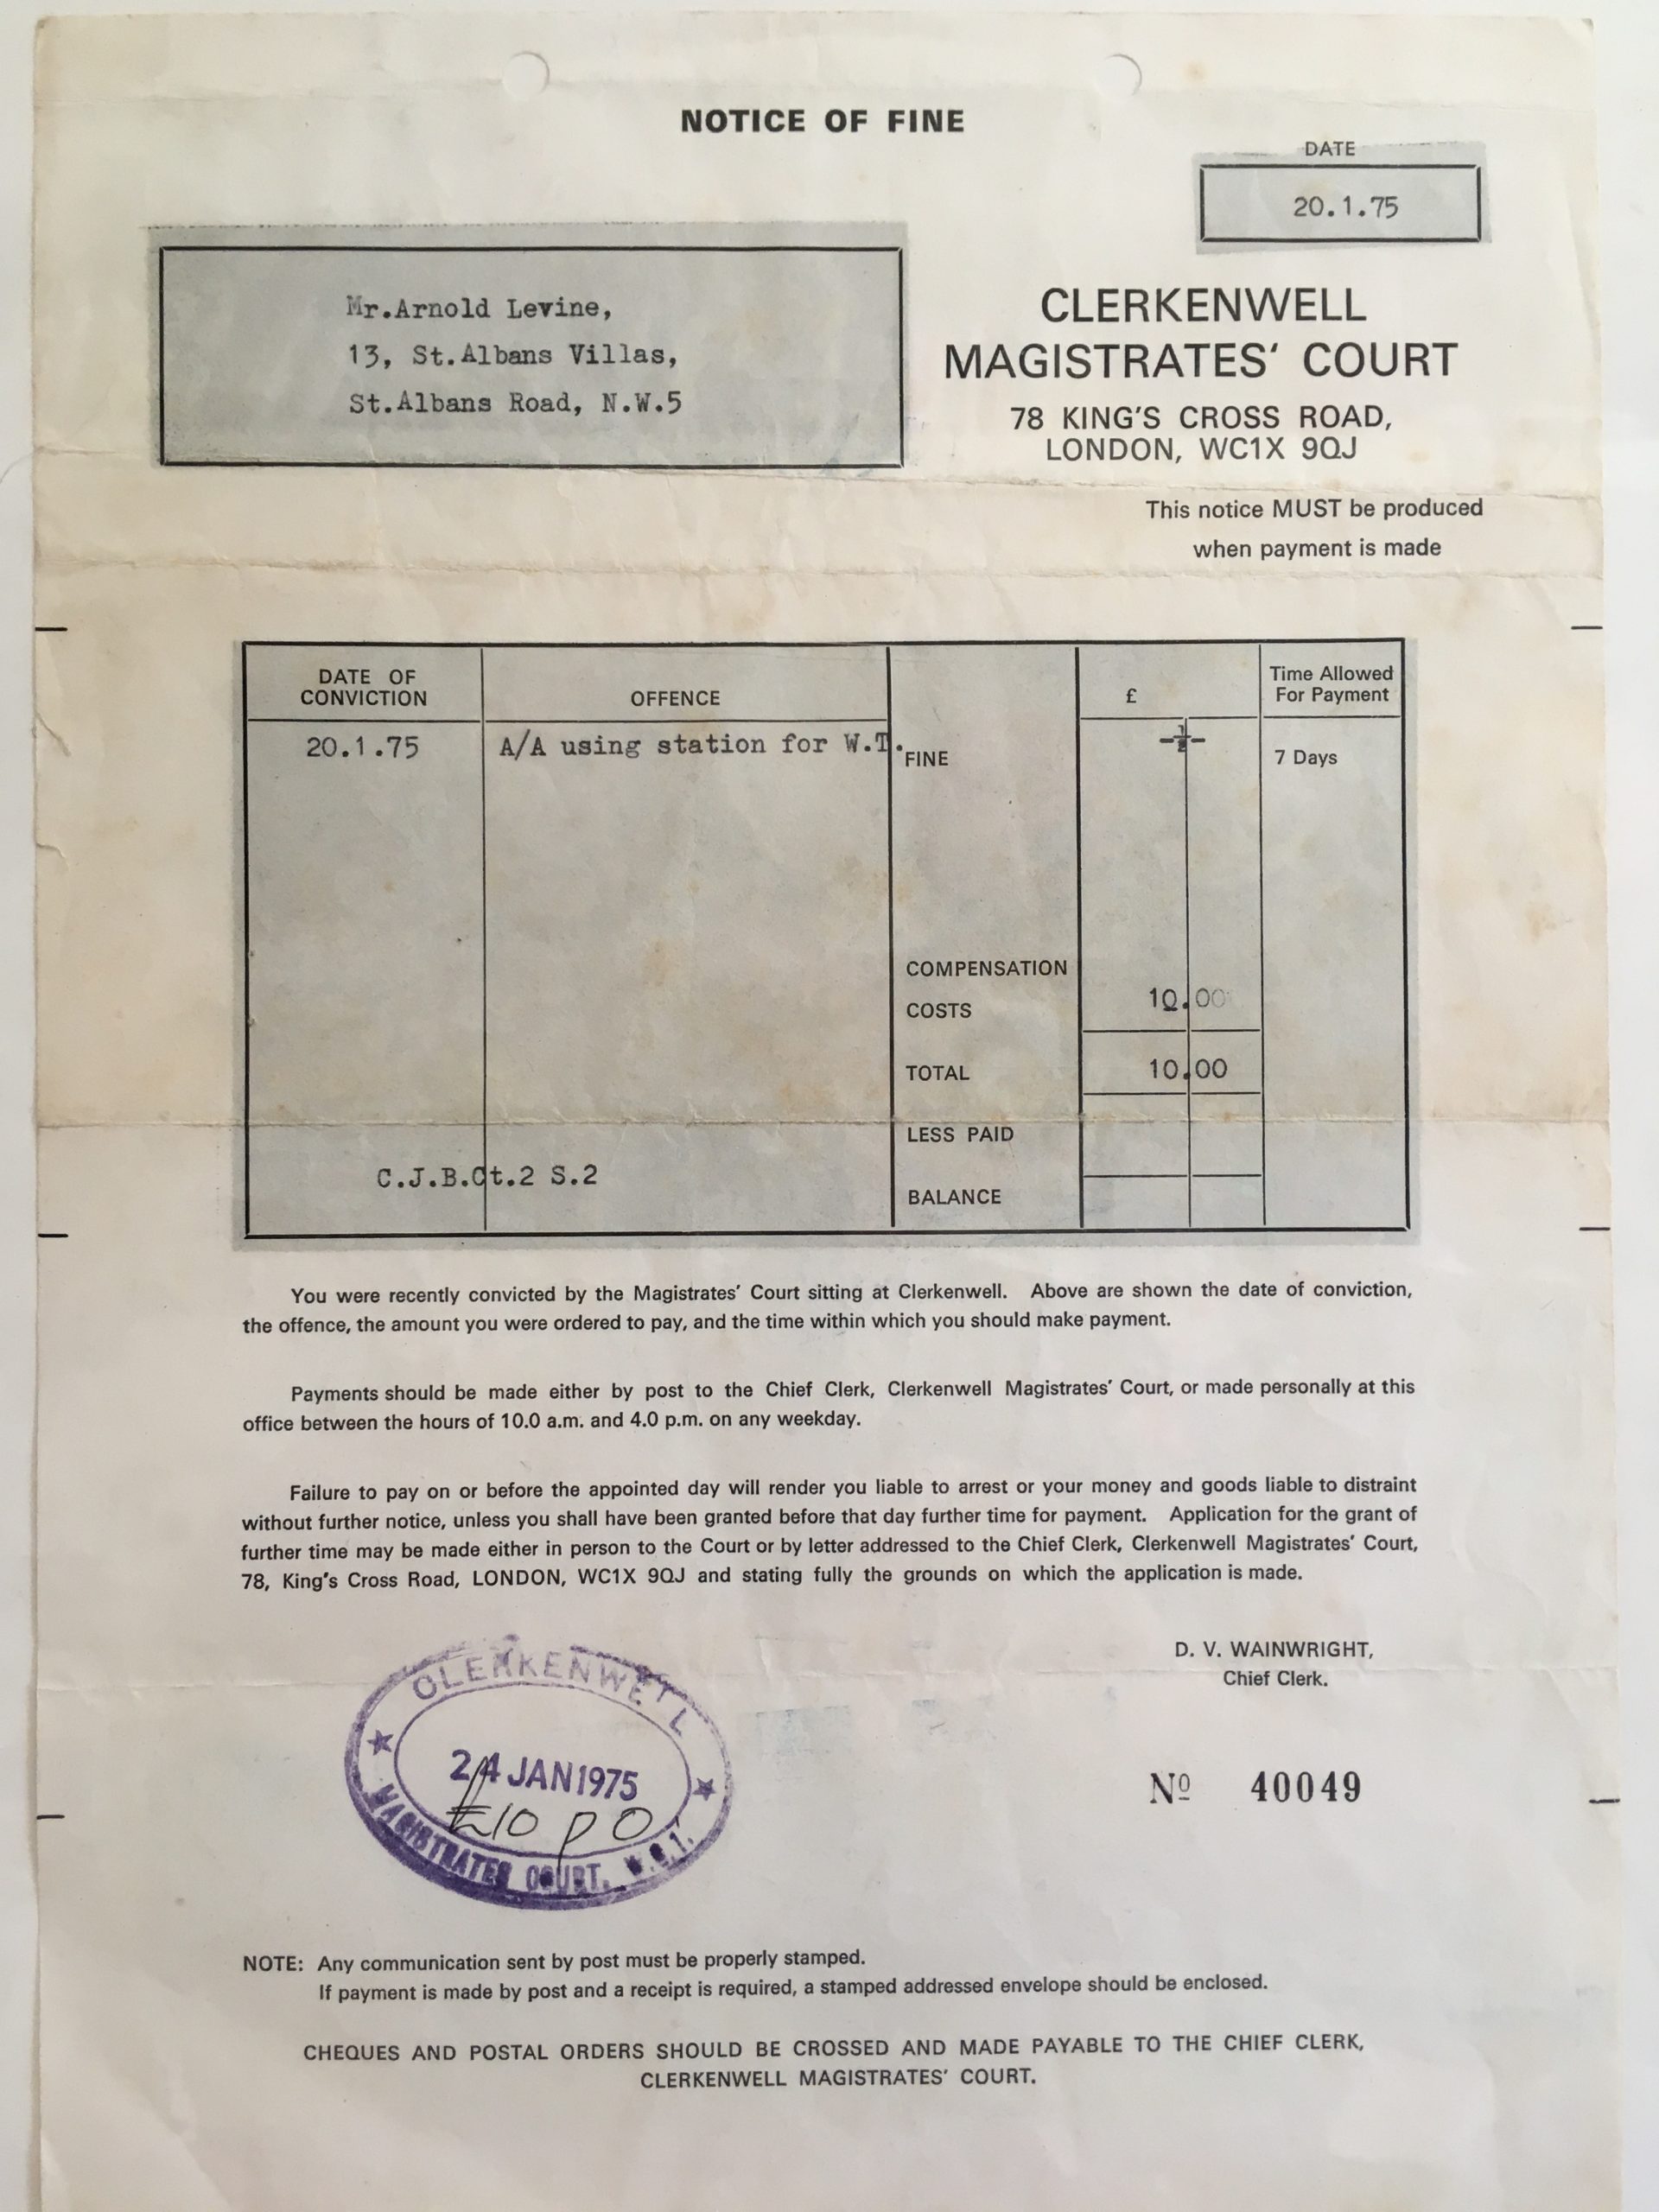 NOTICE OF FINE
DATE
20.1.75
Mr.Arnold Levine,
13, St.Albans Villas,
St.Albans Road, N.W.5
CLERKENWELL
MAGISTRATES' COURT
78 KING'S CROSS ROAD,
LONDON, WC1X 9QJ
This notice MUST be produced
when payment is made
DATE OF
CONVICTION
OFFENCE
£
Time Allowed
For Payment
20.1.75
A/A using station for W.T.
FINE
7 Days
COMPENSATION
COSTS
10.00
TOTAL
10.00
LESS PAID
C.J.B.Ct.2 S.2
BALANCE
You were recently convicted by the Magistrates' Court sitting at Clerkenwell. Above are shown the date of conviction,
the offence, the amount you were ordered to pay, and the time within which you should make payment.
Payments should be made either by post to the Chief Clerk, Clerkenwell Magistrates' Court, or made personally at this
office between the hours of 10.0 a.m. and 4.0 p.m. on any weekday.
Failure to pay on or before the appointed day will render you liable to arrest or your money and goods liable to distraint
without further notice, unless you shall have been granted before that day further time for payment. Application for the grant of
further time may be made either in person to the Court or by letter addressed to the Chief Clerk, Clerkenwell Magistrates' Court,
78, King's Cross Road, LONDON, WC1X 9QJ and stating fully the grounds on which the application is made.
D. V. WAINWRIGHT,
Chief Clerk.
CLERKENWELL
24 JAN 1975
£10 PO
MAGISTRATES COURT. W.C.1.
Nº 40049
NOTE: Any communication sent by post must be properly stamped.
If payment is made by post and a receipt is required, a stamped addressed envelope should be enclosed.
CHEQUES AND POSTAL ORDERS SHOULD BE CROSSED AND MADE PAYABLE TO THE CHIEF CLERK,
CLERKENWELL MAGISTRATES' COURT.